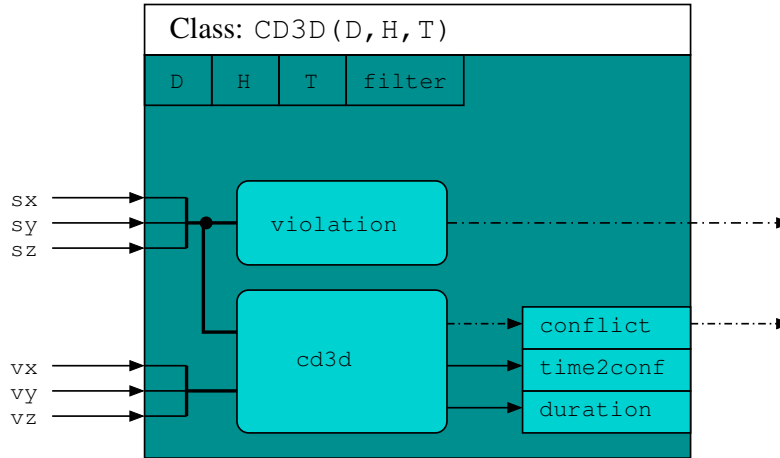 Class: CD3D(D,H,T)
D H T filter
sx
sy
sz
violation
vx
vy
vz
cd3d
conflict
time2conf
duration